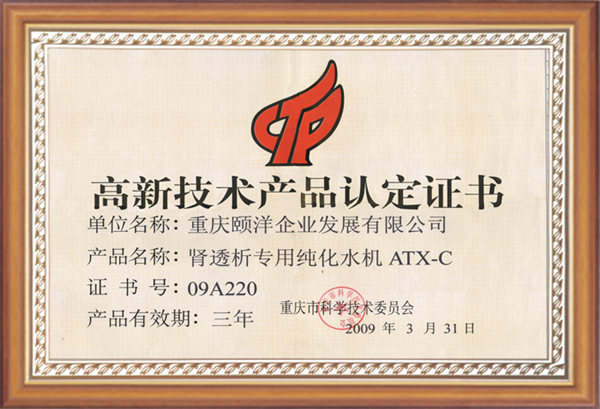 CTP
高新技术产品认定证书
单位名称：重庆颐洋企业发展有限公司
产品名称：肾透析专用纯化水机 ATX-C
证书号：09A220
产品有效期：三年
重庆市科学技术委员会
2009 年 3 月 31 日